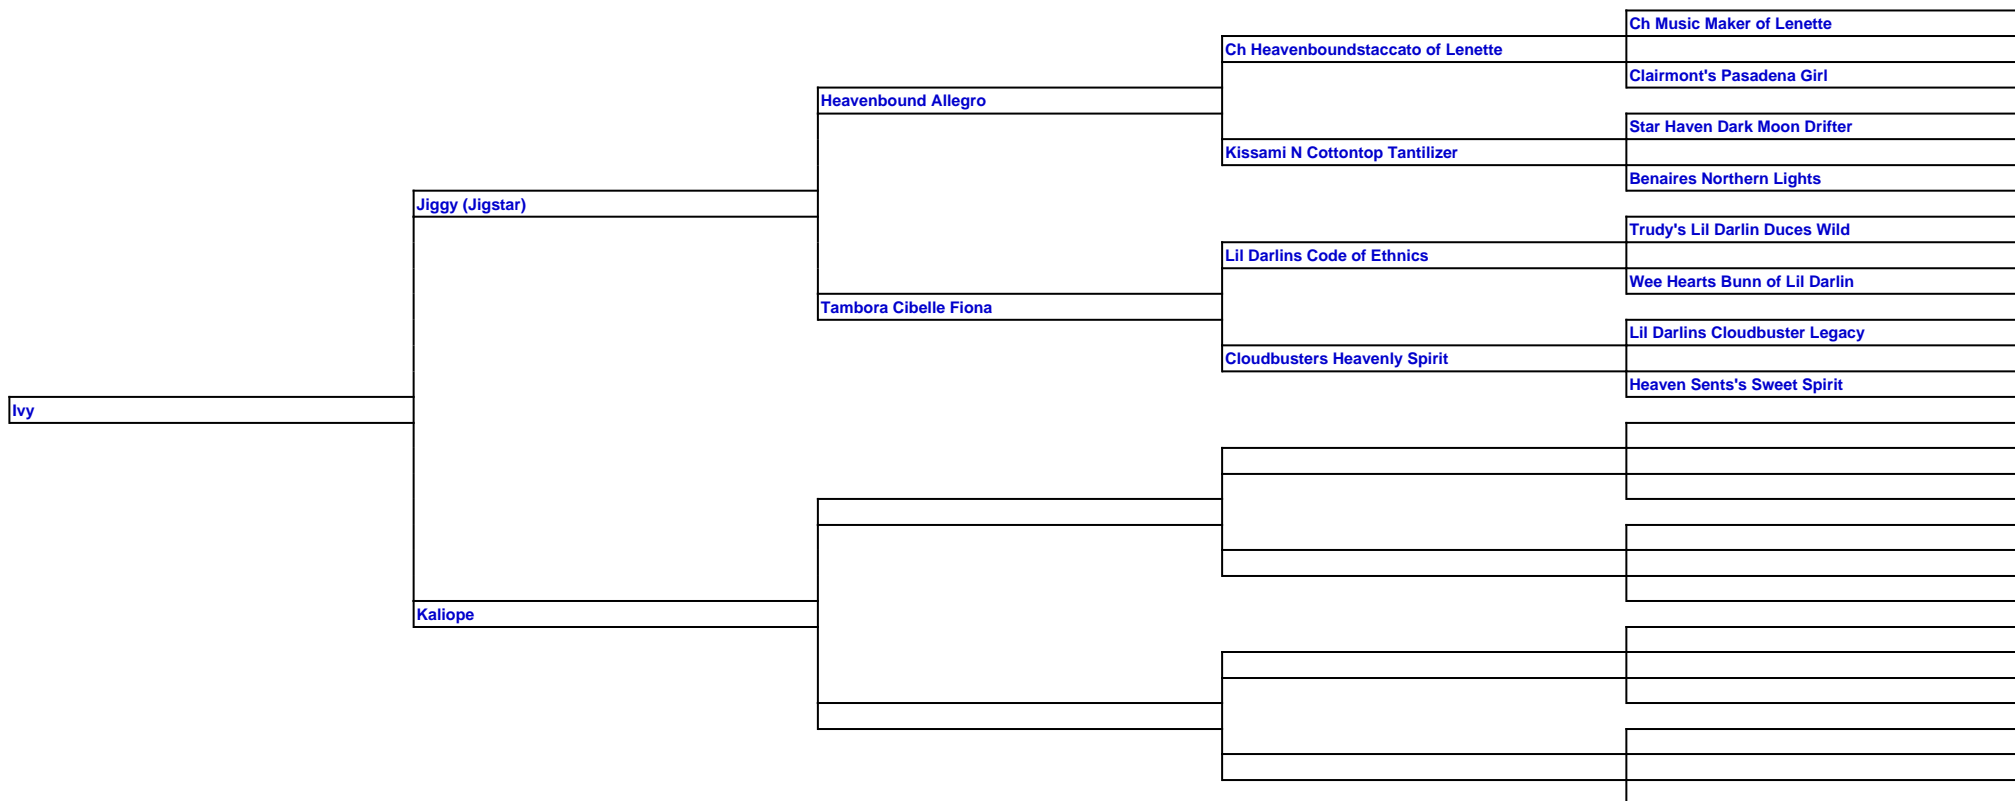 Ch Music Maker of Lenette
Ch Heavenboundstaccato of Lenette
Clairmont's Pasadena Girl
Heavenbound Allegro
Star Haven Dark Moon Drifter
Kissami N Cottontop Tantilizer
Benaires Northern Lights
Jiggy (Jigstar)
Trudy's Lil Darlin Duces Wild
Lil Darlins Code of Ethnics
Wee Hearts Bunn of Lil Darlin
Tambora Cibelle Fiona
Lil Darlins Cloudbuster Legacy
Cloudbusters Heavenly Spirit
Heaven Sents's Sweet Spirit
Ivy
Kaliope